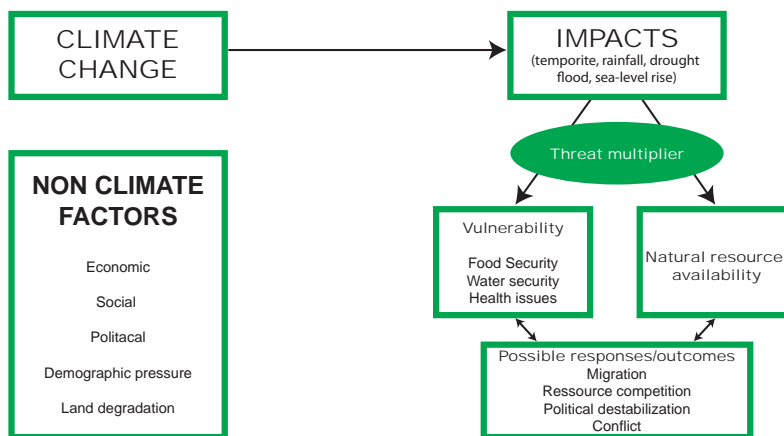 CLIMATE
CHANGE
IMPACTS
(temporite, rainfall, drought
flood, sea-level rise)
Threat multiplier
NON CLIMATE
FACTORS
Economic
Social
Politacal
Demographic pressure
Land degradation
Vulnerability
Food Security
Water security
Health issues
Natural resource
availability
Possible responses/outcomes
Migration
Ressource competition
Political destabilization
Conflict